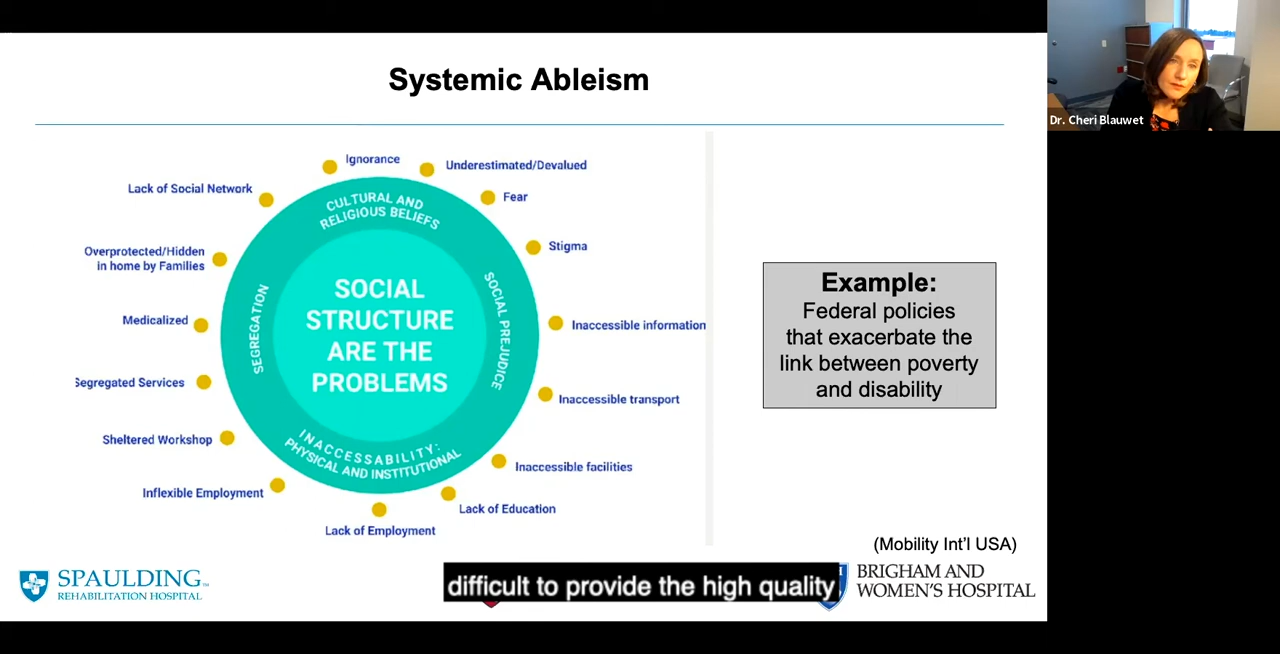 Systemic Ableism
Dr. Cheri Blauwet
Ignorance
Underestimated/Devalued
Fear
Stigma
Inaccessible information
Inaccessible transport
Inaccessible facilities
Lack of Education
Lack of Employment
Inflexible Employment
Sheltered Workshop
Segregated Services
Medicalized
Overprotected/Hidden
in home by Families
Lack of Social Network
CULTURAL AND
RELIGIOUS BELIEFS
SOCIAL PREJUDICE
INACCESSABILITY:
PHYSICAL AND INSTITUTIONAL
SEGREGATION
SOCIAL
STRUCTURE
ARE THE
PROBLEMS
Example:
Federal policies
that exacerbate the
link between poverty
and disability
(Mobility Int'l USA)
SPAULDING
REHABILITATION HOSPITAL
difficult to provide the high quality
BRIGHAM AND
WOMEN'S HOSPITAL